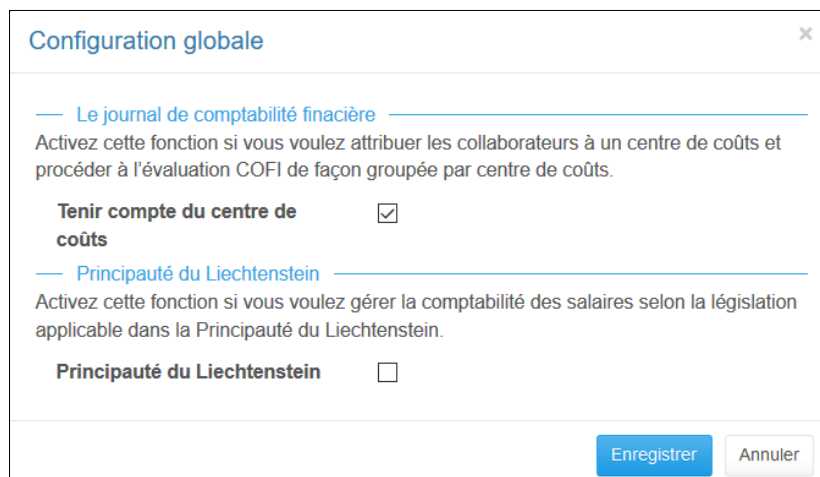 Configuration globale
×
Le journal de comptabilité finacière
Activez cette fonction si vous voulez attribuer les collaborateurs à un centre de coûts et
procéder à l'évaluation COFI de façon groupée par centre de coûts.
Tenir compte du centre de
coûts
Principauté du Liechtenstein
Activez cette fonction si vous voulez gérer la comptabilité des salaires selon la législation
applicable dans la Principauté du Liechtenstein.
Principauté du Liechtenstein
Enregistrer Annuler